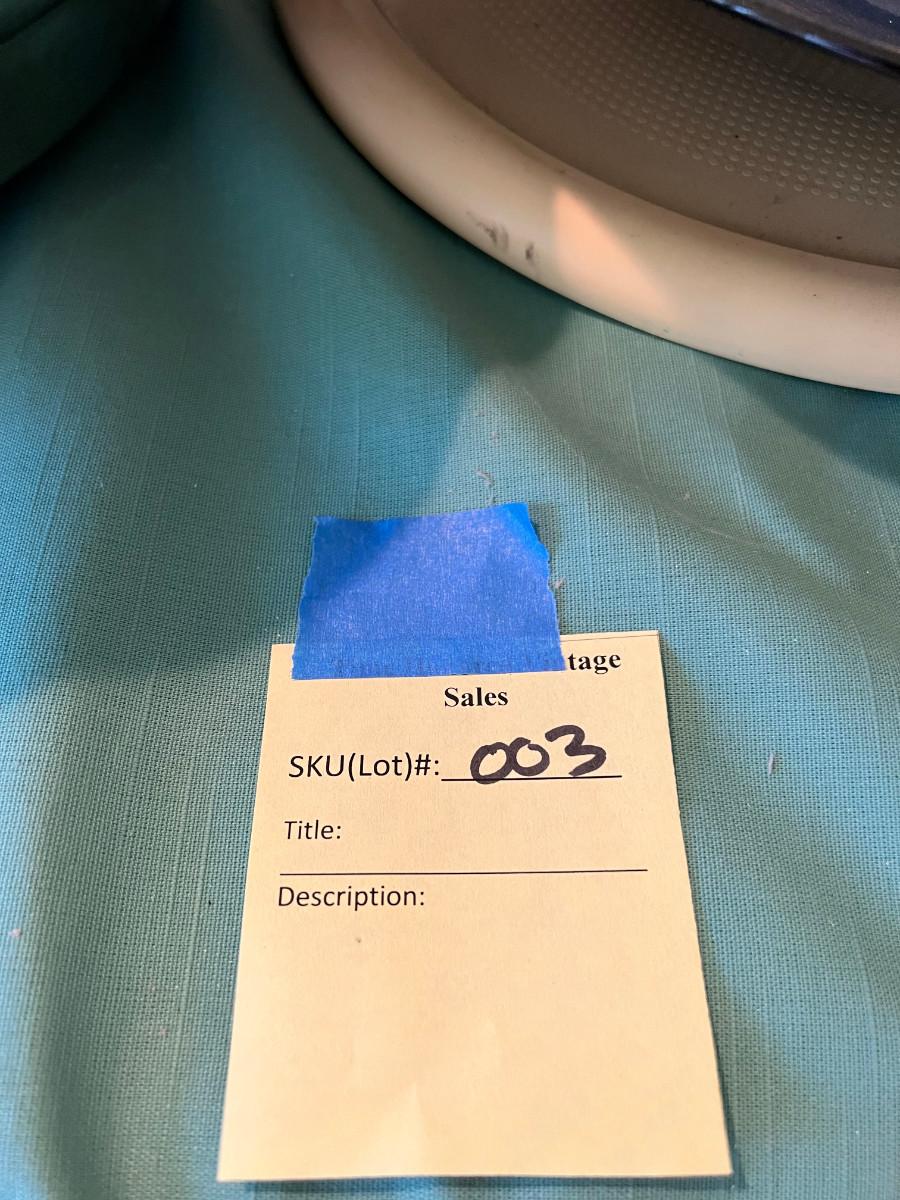 tage
Sales
SKU(Lot)#: 003
Title:
Description: